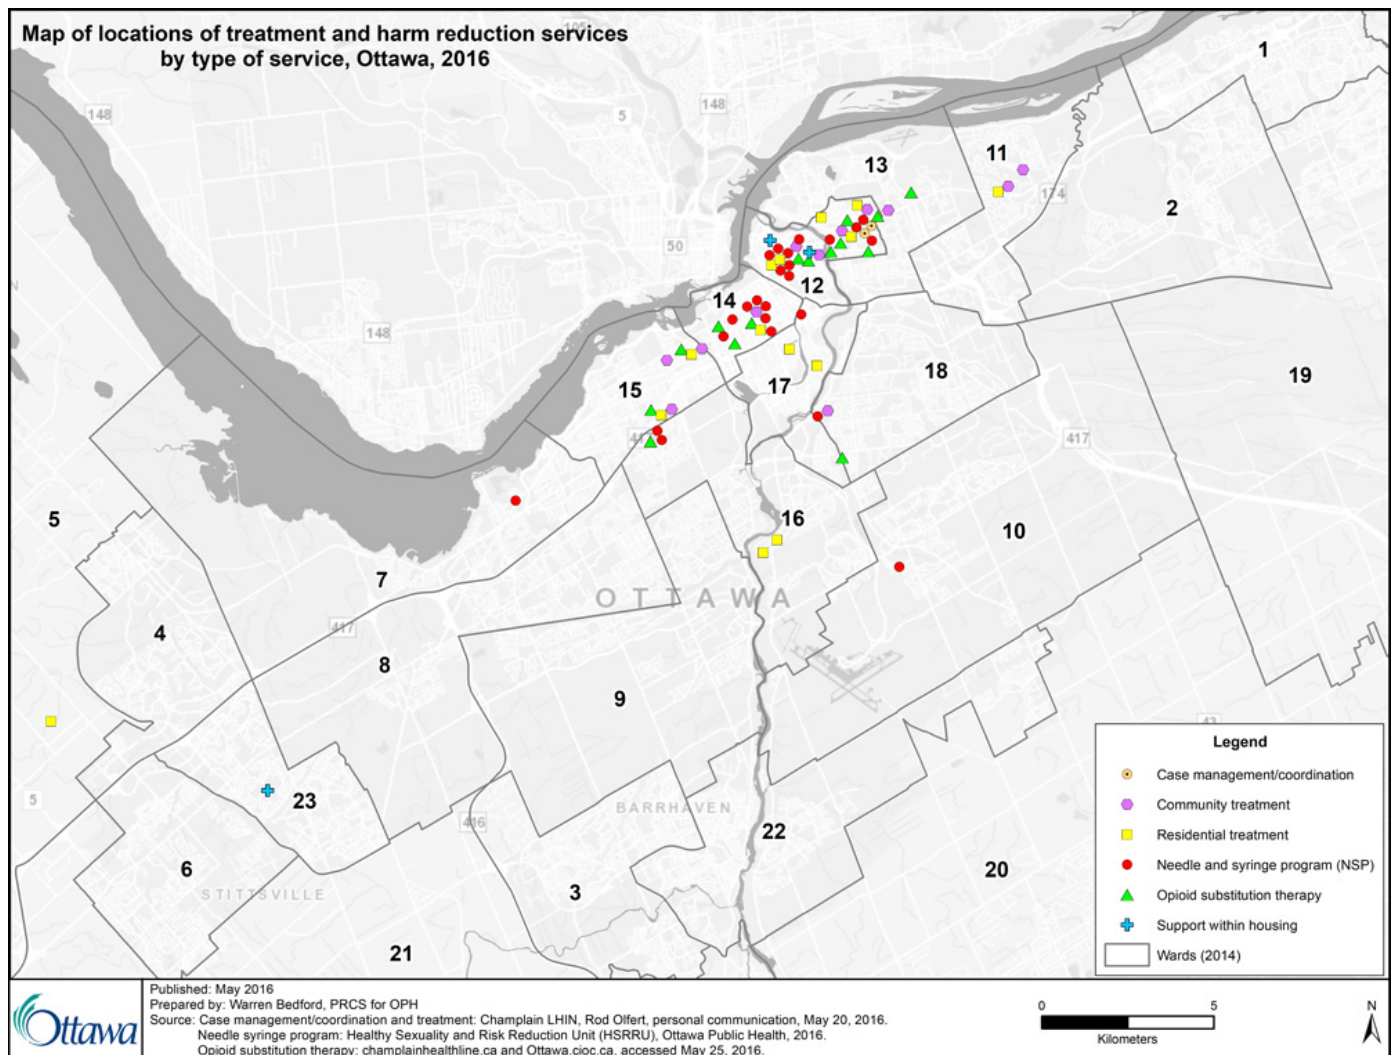 Map of locations of treatment and harm reduction services
by type of service, Ottawa, 2016
105
1
148
148
5
13
11
174
2
50
12
14
148
18
19
17
15
417
417
5
16
10
7
OTTAWA
417
4
8
9
43
5
23
BARRHAVEN
416
22
6
STITTSVILLE
3
20
21
Legend
Case management/coordination
Community treatment
Residential treatment
Needle and syringe program (NSP)
Opioid substitution therapy
Support within housing
Wards (2014)
Ottawa
Published: May 2016
Prepared by: Warren Bedford, PRCS for OPH
Source: Case management/coordination and treatment: Champlain LHIN, Rod Olfert, personal communication, May 20, 2016.
Needle syringe program: Healthy Sexuality and Risk Reduction Unit (HSRRU), Ottawa Public Health, 2016.
Opioid substitution therapy: champlainhealthline.ca and Ottawa.cioc.ca, accessed May 25, 2016.
0 5
Kilometers
N